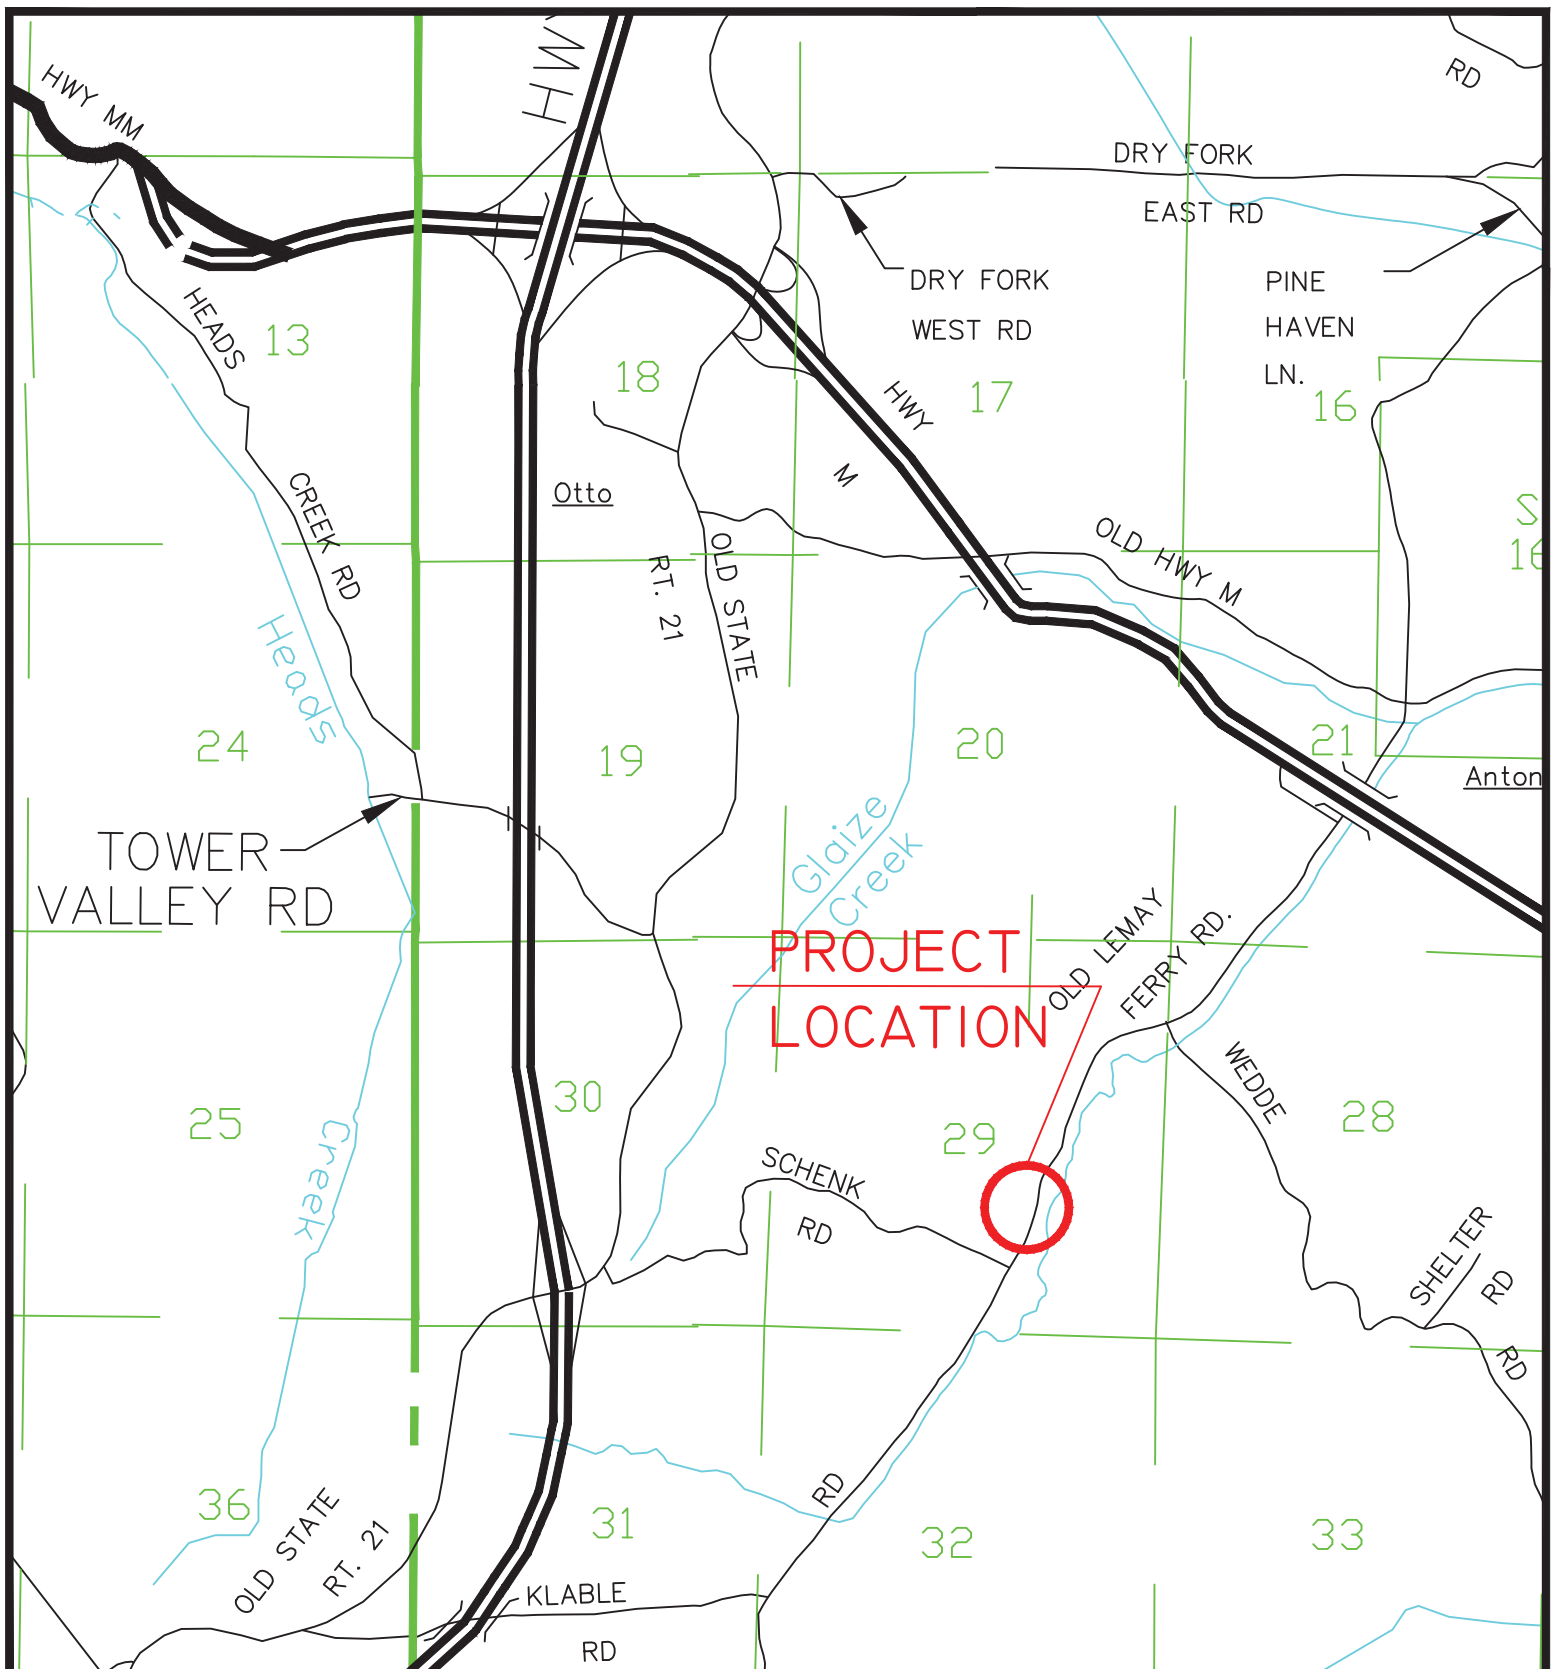 HW
HWY MM
RD
DRY FORK
EAST RD
DRY FORK
WEST RD
PINE
HAVEN
LN.
HEADS
CREEK RD
13
18
17
16
HWY
M
Otto
S
16
OLD STATE
RT. 21
OLD HWY M
Heads
24
19
20
21
Anton
TOWER
VALLEY RD
Glaize
Creek
PROJECT
LOCATION
OLD LEMAY
FERRY RD.
WEDDE
25
30
29
28
Creek
SCHENK
RD
SHELTER
RD
RD
36
31
32
33
RD
OLD STATE
RT. 21
KLABLE
RD